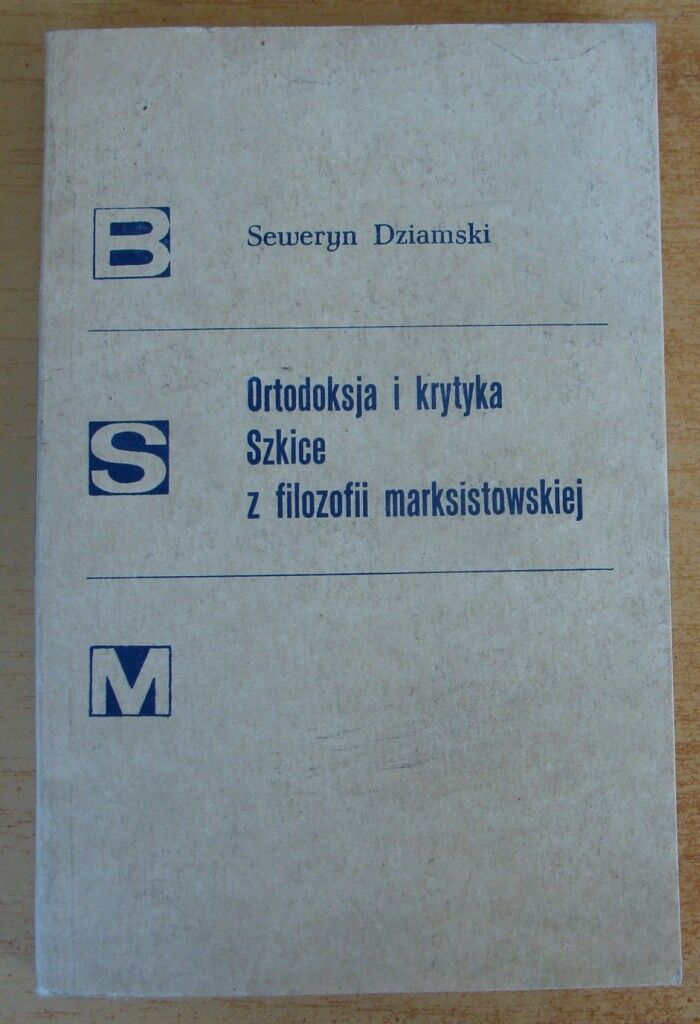 B
Seweryn Dziamski
Ortodoksja i krytyka
S
Szkice
z filozofii marksistowskiej
M